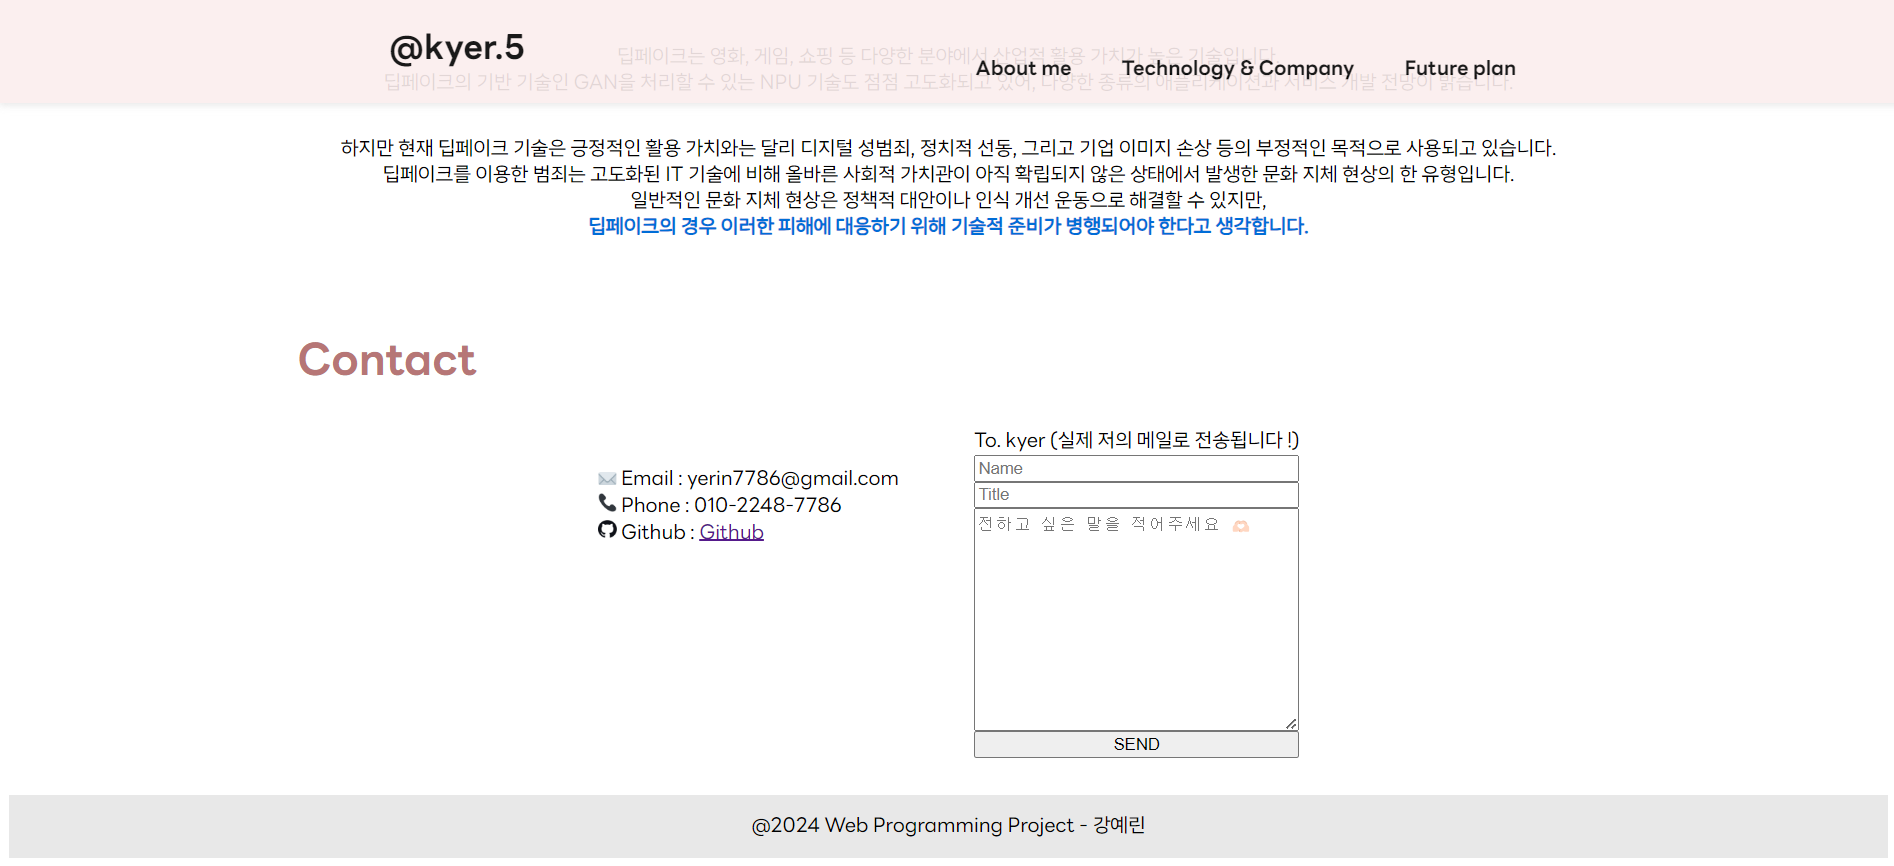 @kyer.5
About me
Technology & Company
Future plan
딥페이크는 영화, 게임, 쇼핑 등 다양한 분야에서 산업적 활용 가치가 높은 기술입니다.
딥페이크의 기반 기술인 GAN을 처리할 수 있는 NPU 기술도 점점 고도화되고 있어, 다양한 종류의 애플리케이션과 서비스 개발 전망이 밝습니다.
하지만 현재 딥페이크 기술은 긍정적인 활용 가치와는 달리 디지털 성범죄, 정치적 선동, 그리고 기업 이미지 손상 등의 부정적인 목적으로 사용되고 있습니다.
딥페이크를 이용한 범죄는 고도화된 IT 기술에 비해 올바른 사회적 가치관이 아직 확립되지 않은 상태에서 발생한 문화 지체 현상의 한 유형입니다.
일반적인 문화 지체 현상은 정책적 대안이나 인식 개선 운동으로 해결할 수 있지만,
딥페이크의 경우 이러한 피해에 대응하기 위해 기술적 준비가 병행되어야 한다고 생각합니다.
Contact
Email : yerin7786@gmail.com
Phone : 010-2248-7786
Github : Github
To. kyer (실제 저의 메일로 전송됩니다 !)
Name
Title
전하고 싶은 말을 적어주세요 🫶🏻
SEND
@2024 Web Programming Project - 강예린